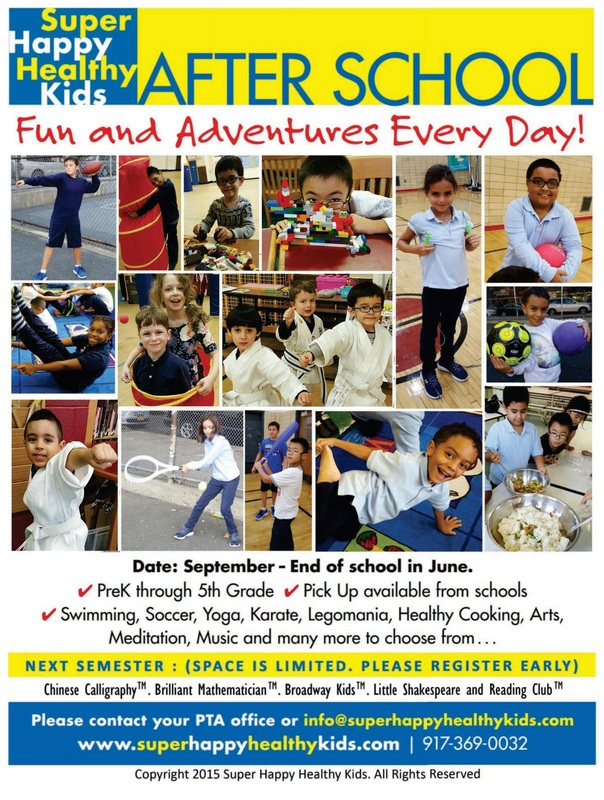 Super
Happy
Healthy
Kids
AFTER SCHOOL
Fun and Adventures Every Day!
Date: September - End of school in June.
✔ PreK through 5th Grade ✔ Pick Up available from schools
✔ Swimming, Soccer, Yoga, Karate, Legomania, Healthy Cooking, Arts,
Meditation, Music and many more to choose from...
NEXT SEMESTER : (SPACE IS LIMITED. PLEASE REGISTER EARLY)
Chinese Calligraphy™. Brilliant Mathematician™. Broadway Kids™. Little Shakespeare and Reading Club™
Please contact your PTA office or info@superhappyhealthykids.com
www.superhappyhealthykids.com | 917-369-0032
Copyright 2015 Super Happy Healthy Kids. All Rights Reserved